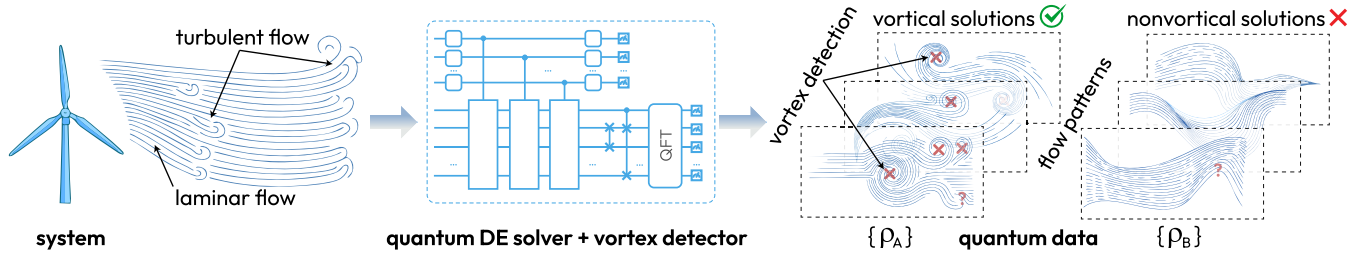 turbulent flow
laminar flow
system
...
...
...
...
...
...
QFT
...
quantum DE solver + vortex detector
vortex detection
vortical solutions
? 
{ρA}
quantum data
flow patterns
nonvortical solutions
?
{ρB}